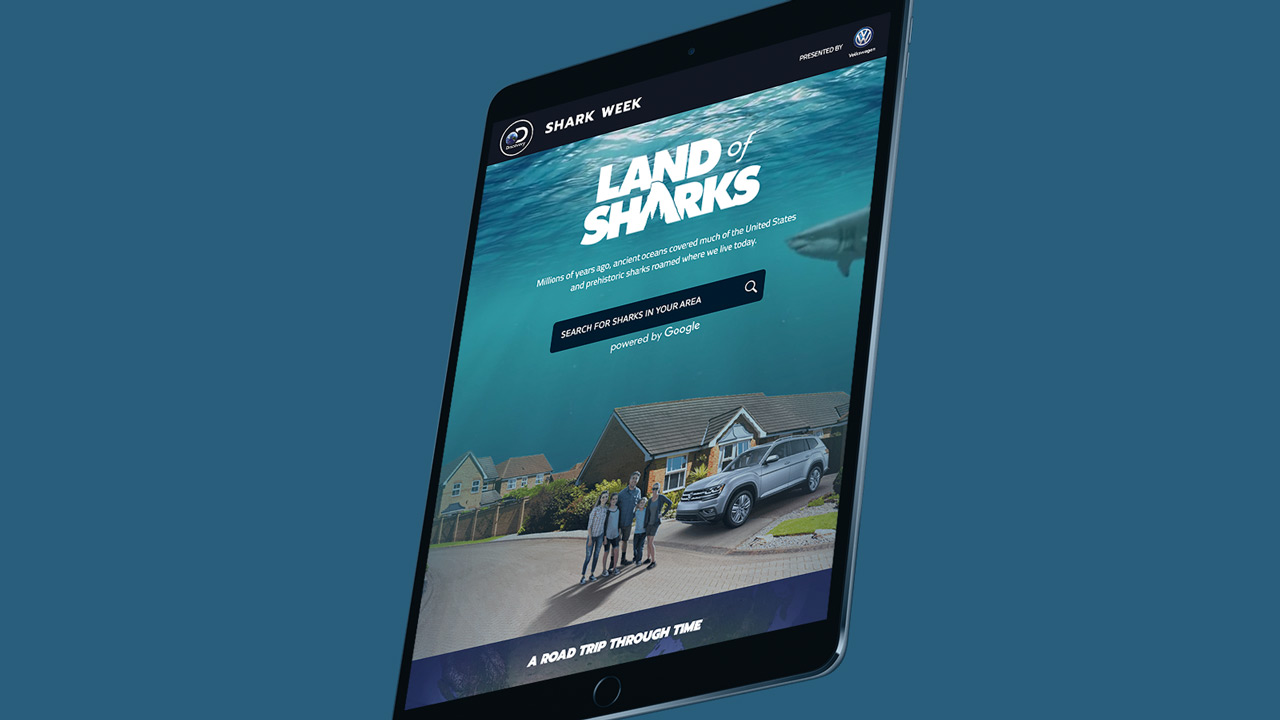 PRESENTED BY
Volkswagen
Discovery
SHARK WEEK
LAND of
SHARKS
Millions of years ago, ancient oceans covered much of the United States
and prehistoric sharks roamed where we live today.
SEARCH FOR SHARKS IN YOUR AREA
powered by Google
A ROAD TRIP THROUGH TIME